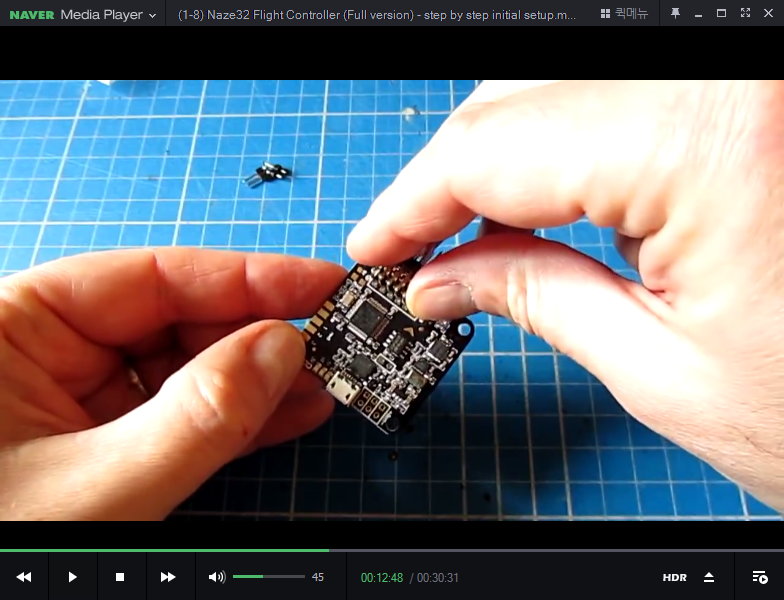 NAVER Media Player
(1-8) Naze32 Flight Controller (Full version) - step by step initial setup.m...
퀵메뉴
45
00:12:48 / 00:30:31
HDR